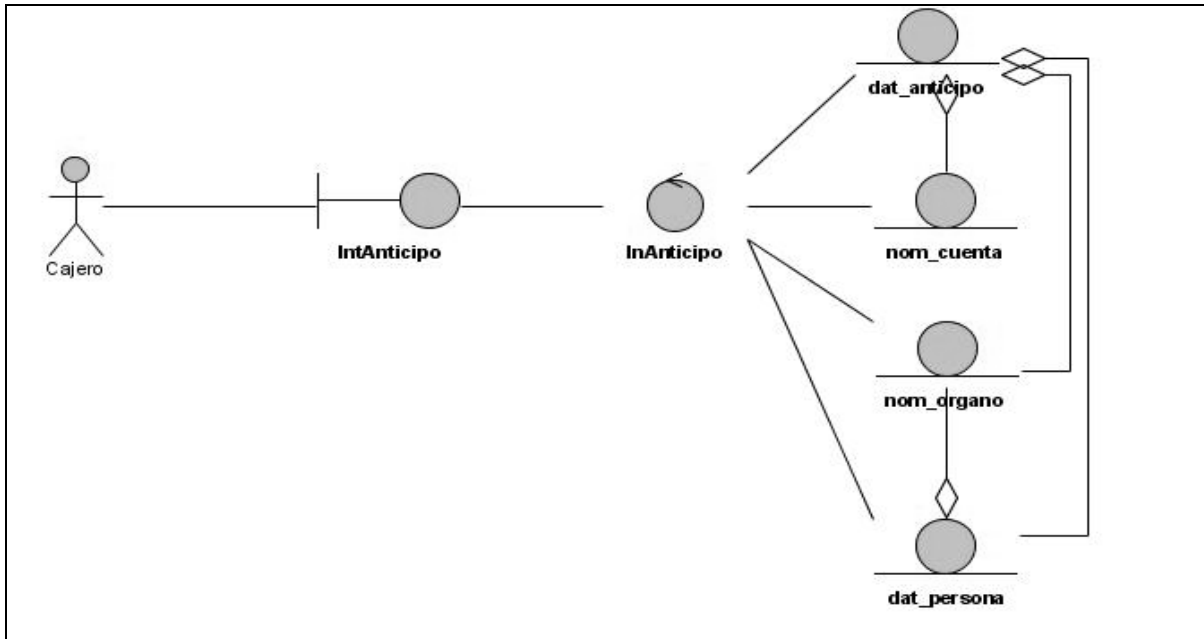 dat_anticipo
Cajero
IntAnticipo
InAnticipo
nom_cuenta
nom_organo
dat_persona